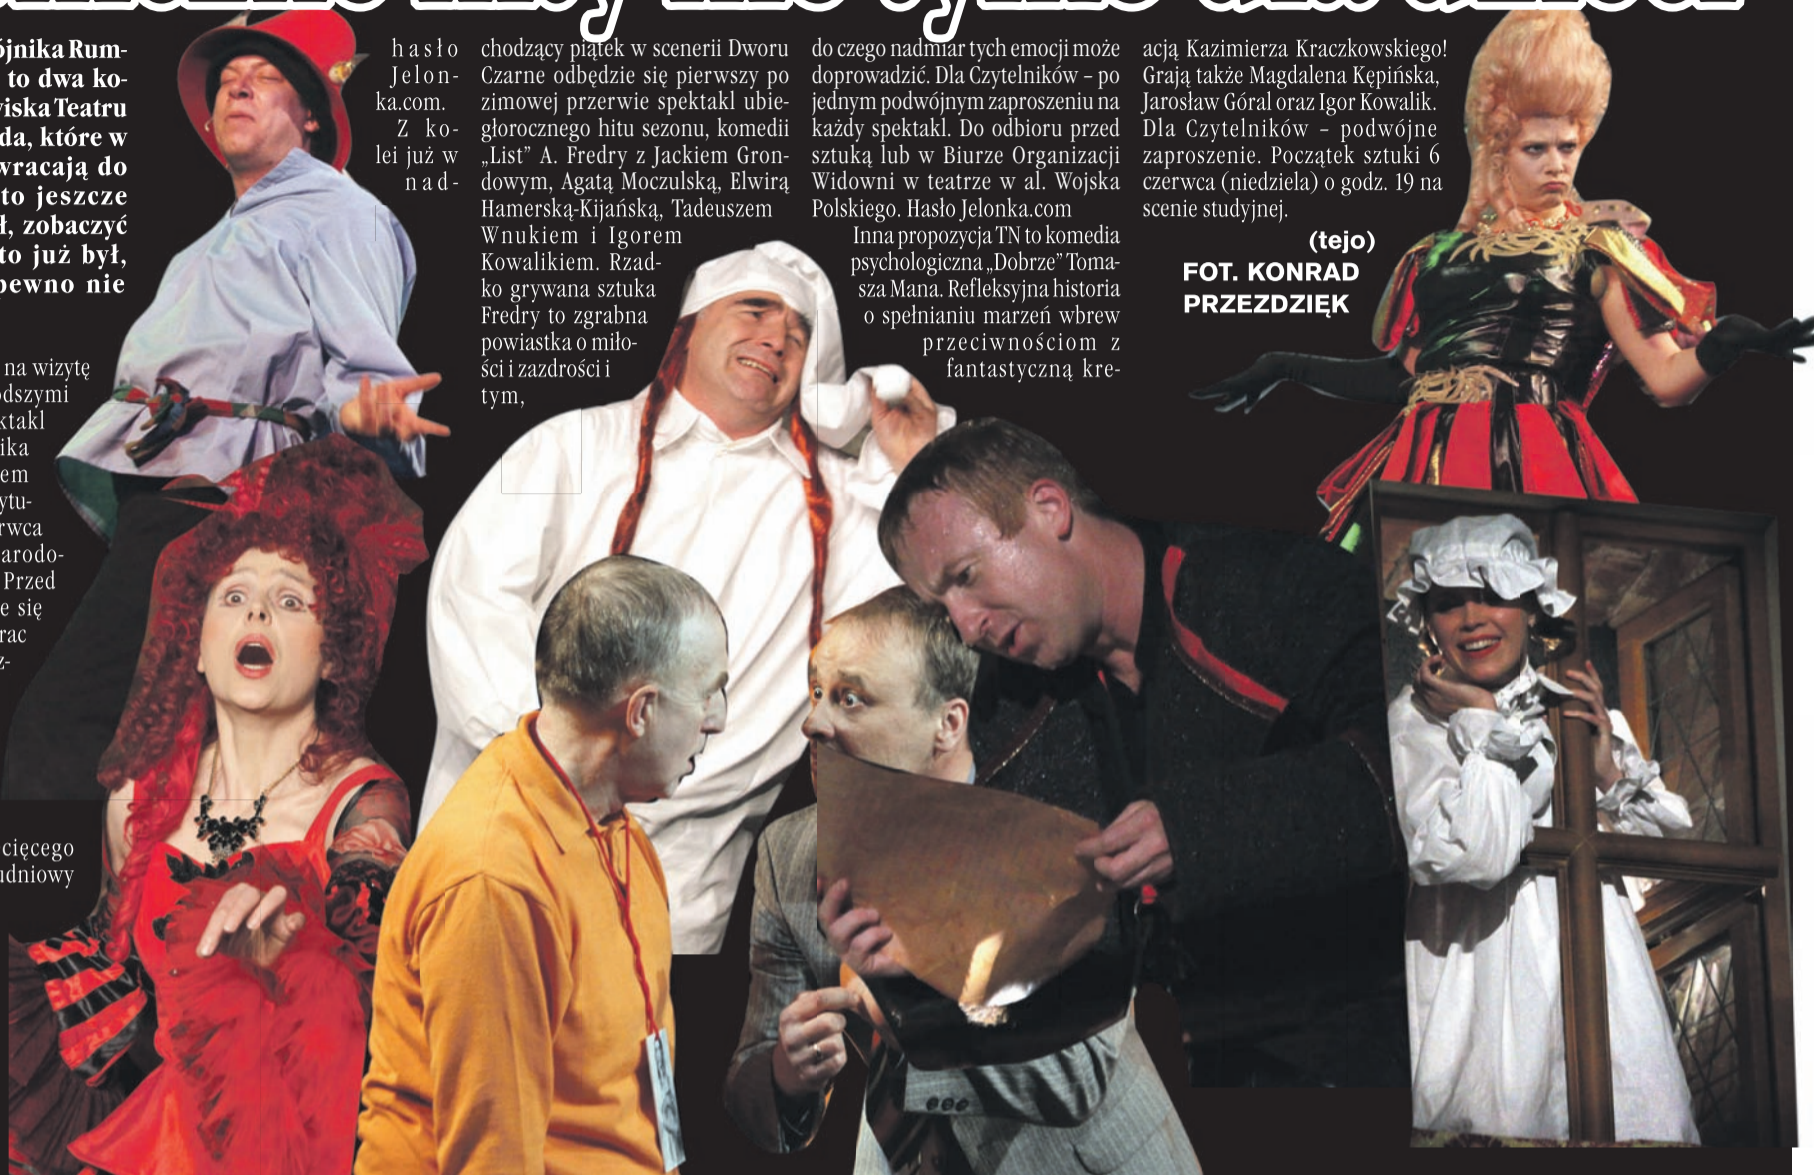 ójnika Rum-
to dwa ko-
wiska Teatru
da, które w
wracają do
to jeszcze
ł, zobaczyć
to już był,
pewno nie
na wizytę
odszymi
ktakl
ika
em
ytu-
rwca
arodo-
Przed
e się
rac
z-
cięcego
udniowy
hasło
Jelon-
ka.com.
Z ko-
lei już w
nad-
chodzący piątek w scenerii Dworu
Czarne odbędzie się pierwszy po
zimowej przerwie spektakl ubie-
głorocznego hitu sezonu, komedii
„List” A. Fredry z Jackiem Gron-
dowym, Agatą Moczulską, Elwirą
Hamerską-Kijańską, Tadeuszem
Wnukiem i Igorem
Kowalikiem. Rzad-
ko grywana sztuka
Fredry to zgrabna
powiastka o miło-
ści i zazdrości i
tym,
do czego nadmiar tych emocji może
doprowadzić. Dla Czytelników – po
jednym podwójnym zaproszeniu na
każdy spektakl. Do odbioru przed
sztuką lub w Biurze Organizacji
Widowni w teatrze w al. Wojska
Polskiego. Hasło Jelonka.com
Inna propozycja TN to komedia
psychologiczna „Dobrze” Toma-
sza Mana. Refleksyjna historia
o spełnianiu marzeń wbrew
przeciwnościom z
fantastyczną kre-
acją Kazimierza Kraczkowskiego!
Grają także Magdalena Kępińska,
Jarosław Góral oraz Igor Kowalik.
Dla Czytelników – podwójne
zaproszenie. Początek sztuki 6
czerwca (niedziela) o godz. 19 na
scenie studyjnej.
(tejo)
FOT. KONRAD
PRZEZDZIĘK